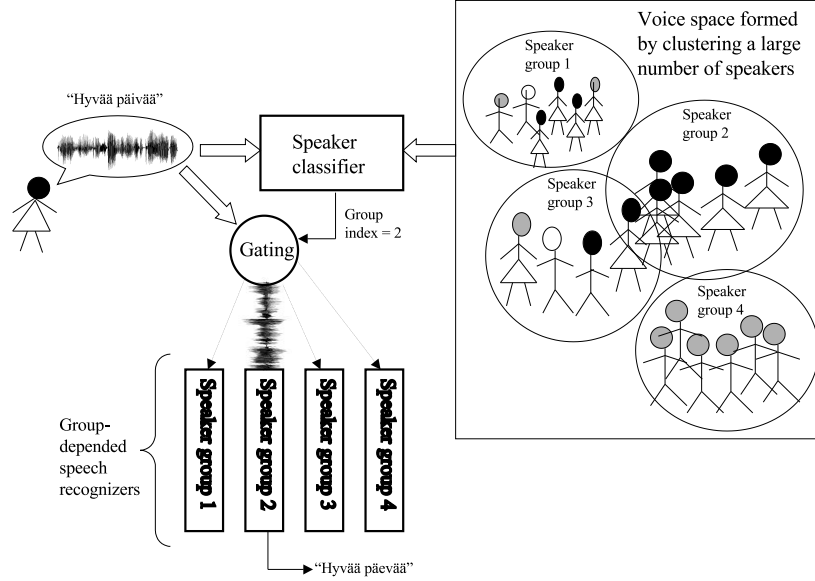 Voice space formed
by clustering a large
number of speakers
Speaker
group 1
Speaker
group 2
Speaker
group 3
Speaker
group 4
“Hyvää päivää”
Speaker
classifier
Group
index = 2
Gating
Group-
depended
speech
recognizers
Speaker group 1
Speaker group 2
Speaker group 3
Speaker group 4
“Hyvää päevää”